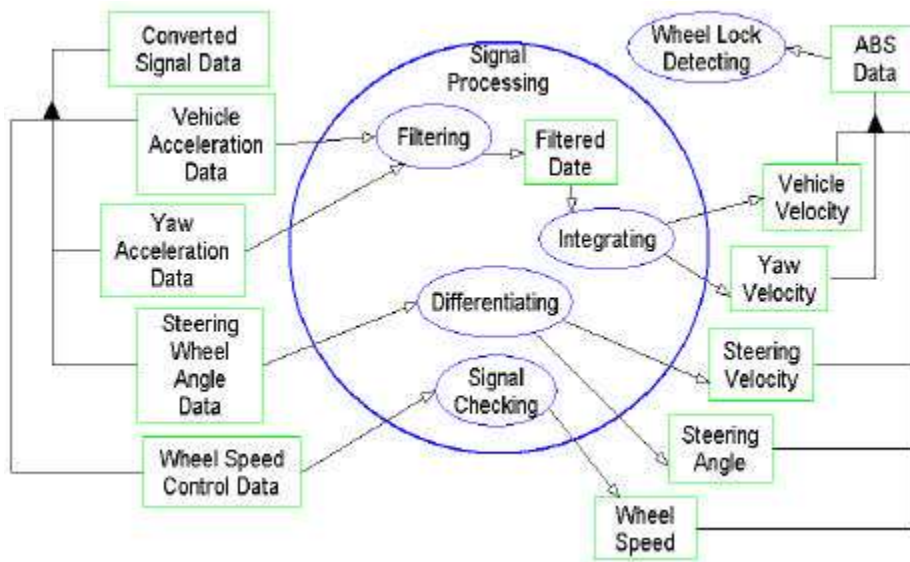 Converted
Signal Data
Vehicle
Acceleration
Data
Yaw
Acceleration
Data
Steering
Wheel
Angle
Data
Wheel Speed
Control Data
Signal
Processing
Filtering
Filtered
Date
Integrating
Differentiating
Signal
Checking
Wheel Lock
Detecting
ABS
Data
Vehicle
Velocity
Yaw
Velocity
Steering
Velocity
Steering
Angle
Wheel
Speed